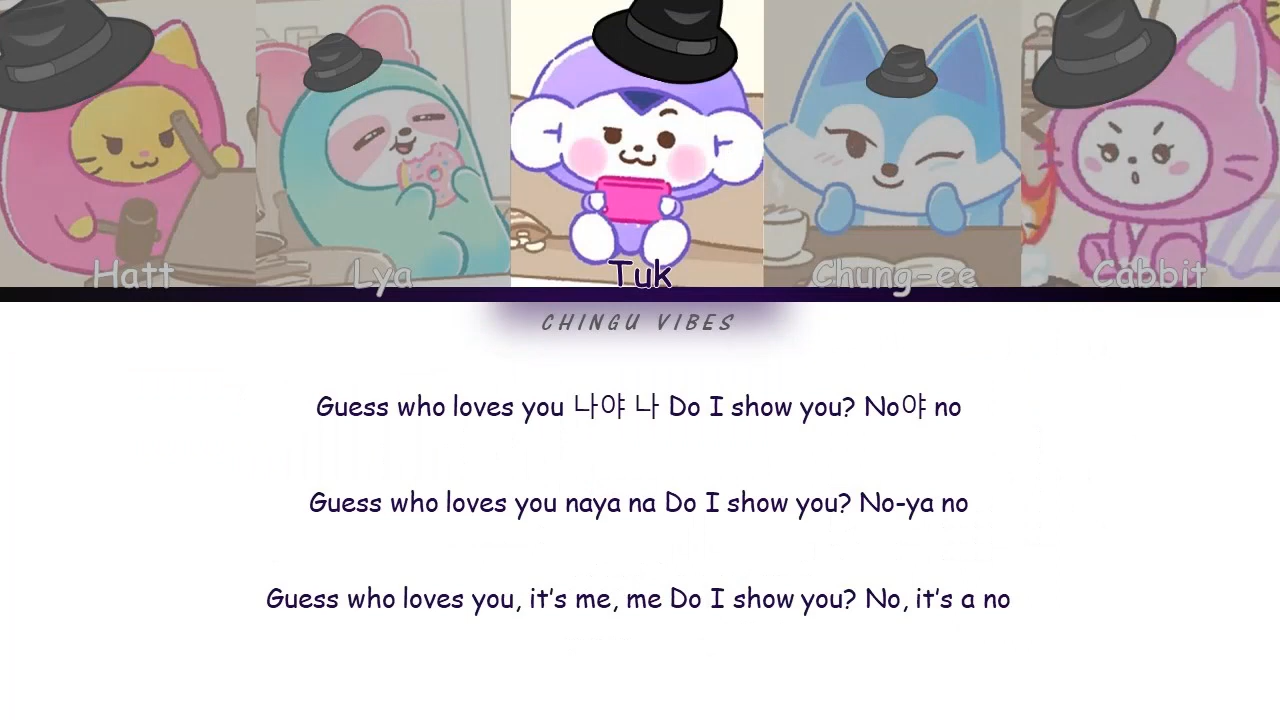 Hatt Lya Tuk Chung-ee Cabbit
CHINGU VIBES
Guess who loves you 나야 나 Do I show you? No야 no
Guess who loves you naya na Do I show you? No-ya no
Guess who loves you, it's me, me Do I show you? No, it's a no